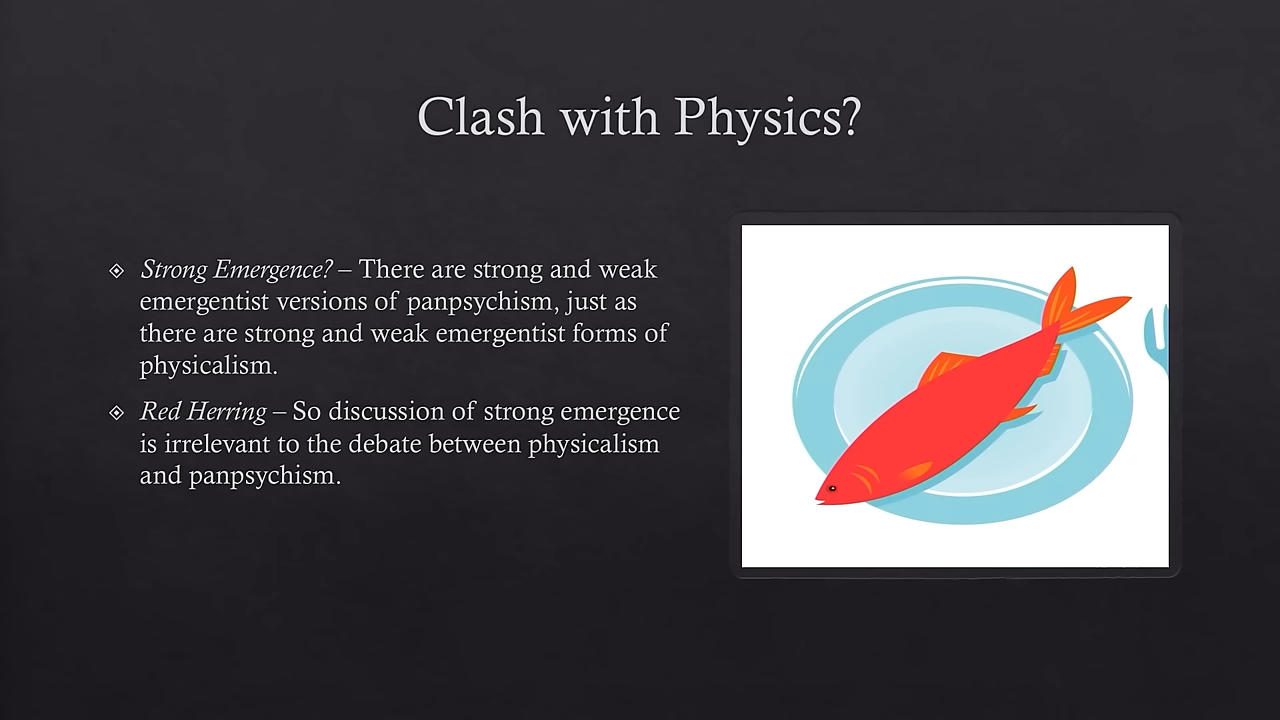 Clash with Physics?
Strong Emergence? – There are strong and weak
emergentist versions of panpsychism, just as
there are strong and weak emergentist forms of
physicalism.
Red Herring – So discussion of strong emergence
is irrelevant to the debate between physicalism
and panpsychism.